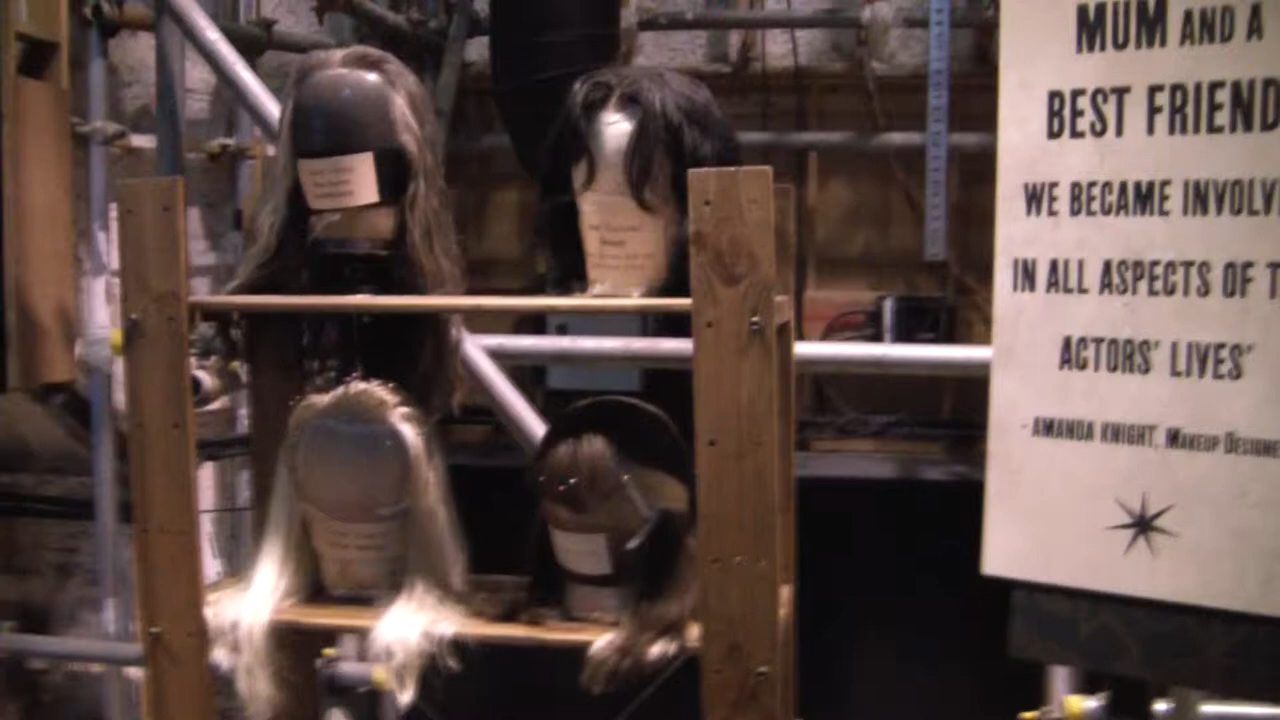 MUM AND A
BEST FRIEND
WE BECAME INVOLV
IN ALL ASPECTS OF T
ACTORS' LIVES'
- AMANDA KNIGHT, MAKEUP DESIGNE